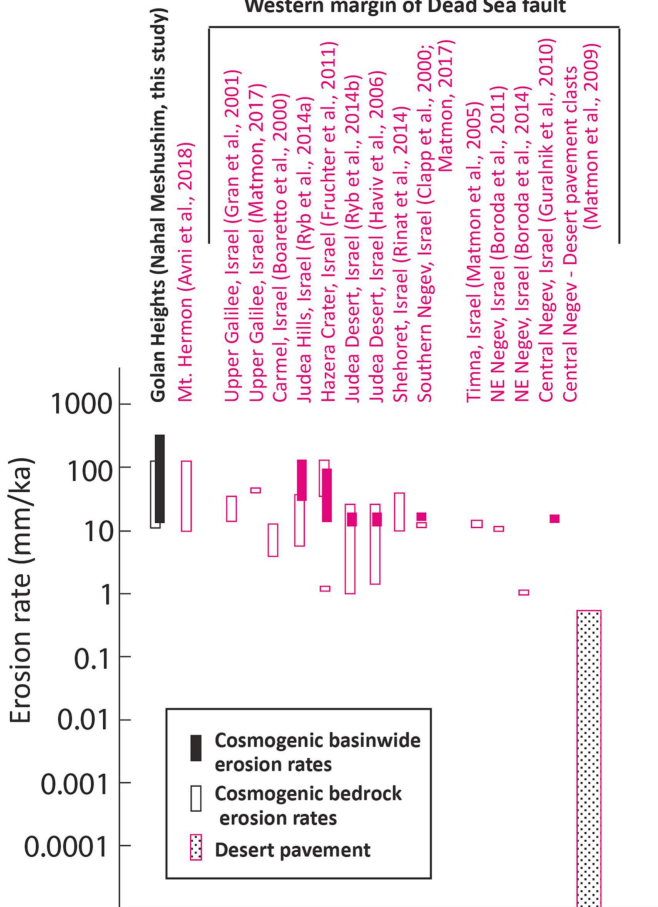 Western margin of Dead Sea fault
Golan Heights (Nahal Meshushim, this study)
Mt. Hermon (Avni et al., 2018)
Upper Galilee, Israel (Gran et al., 2001)
Upper Galilee, Israel (Matmon, 2017)
Carmel, Israel (Boaretto et al., 2000)
Judea Hills, Israel (Ryb et al., 2014a)
Hazera Crater, Israel (Fruchter et al., 2011)
Judea Desert, Israel (Ryb et al., 2014b)
Judea Desert, Israel (Haviv et al., 2006)
Shehoret, Israel (Rinat et al., 2014)
Southern Negev, Israel (Clapp et al., 2000;
Matmon, 2017)
Timna, Israel (Matmon et al., 2005)
NE Negev, Israel (Boroda et al., 2011)
NE Negev, Israel (Boroda et al., 2014)
Central Negev, Israel (Guralnik et al., 2010)
Central Negev - Desert pavement clasts
(Matmon et al., 2009)
Erosion rate (mm/ka)
1000
100
10
1
0.1
0.01
0.001
0.0001
Cosmogenic basinwide
erosion rates
Cosmogenic bedrock
erosion rates
Desert pavement